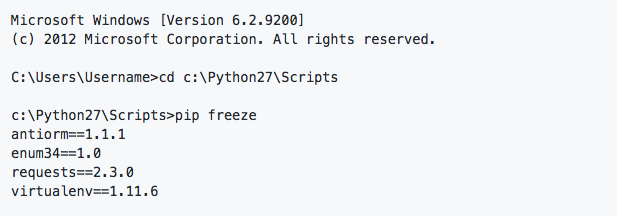 Microsoft Windows [Version 6.2.9200]
(c) 2012 Microsoft Corporation. All rights reserved.
C:\Users\Username>cd c:\Python27\Scripts
c:\Python27\Scripts>pip freeze
antiorm==1.1.1
enum34==1.0
requests==2.3.0
virtualenv==1.11.6